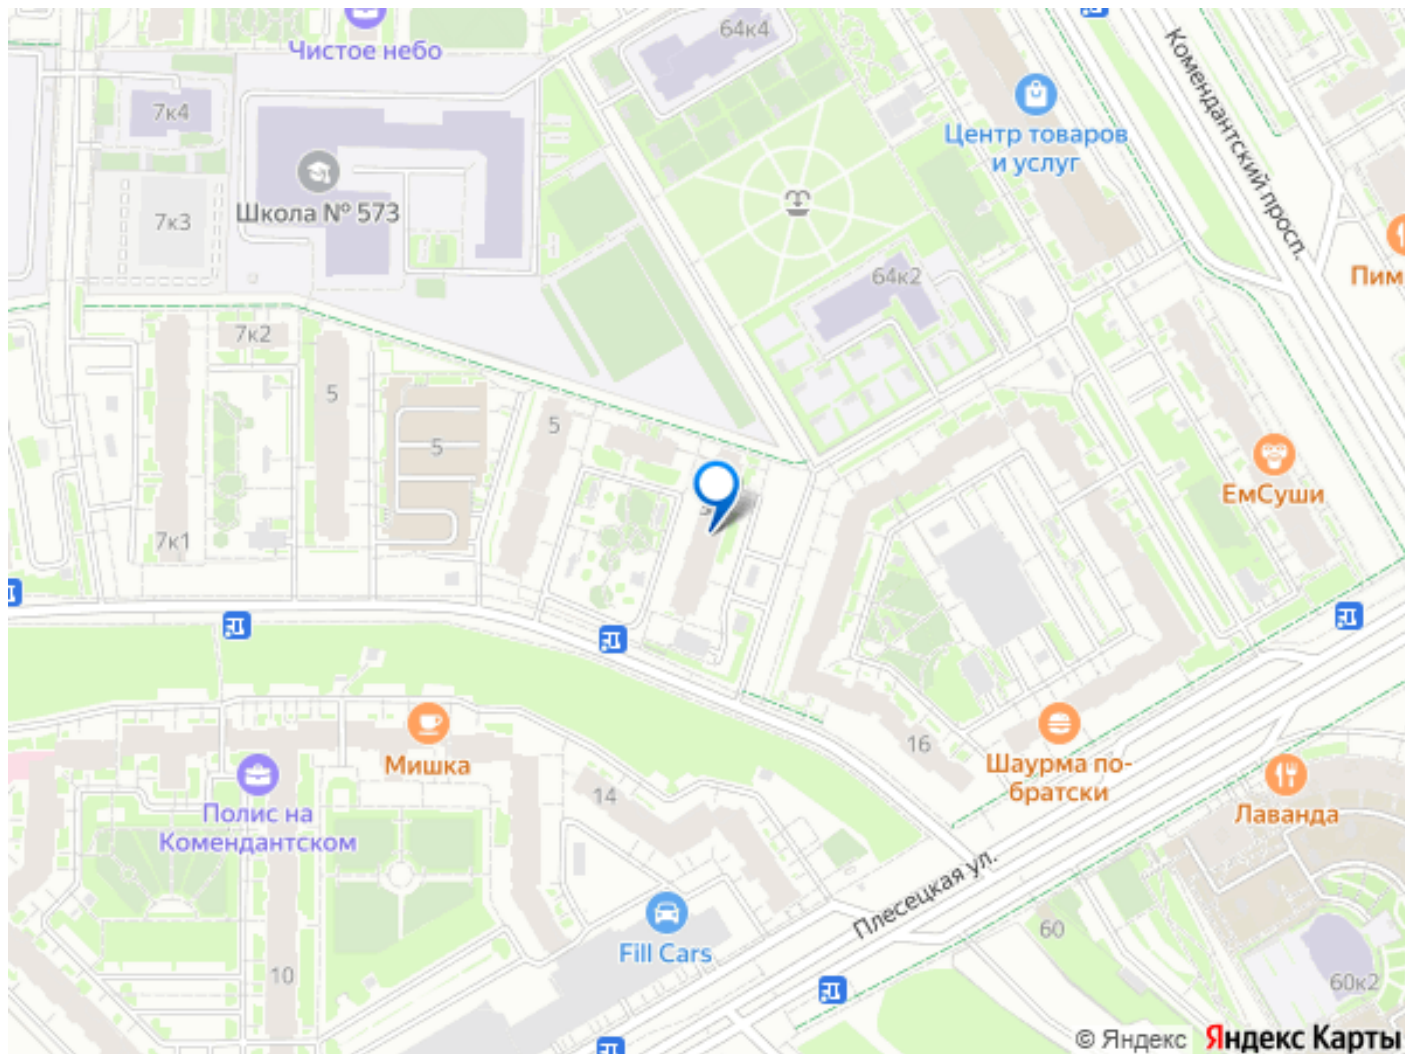 64к4
Чистое небо
Комендантский просп.
7к4
Центр товаров
и услуг
Школа № 573
7к3
Пим
64к2
7к2
5
5
5
ЕмСуши
7к1
16
Шаурма по-
братски
Мишка
14
Полис на
Комендантском
Лаванда
Плесецкая ул.
60
Fill Cars
10
60к2
© Яндекс Яндекс Карты